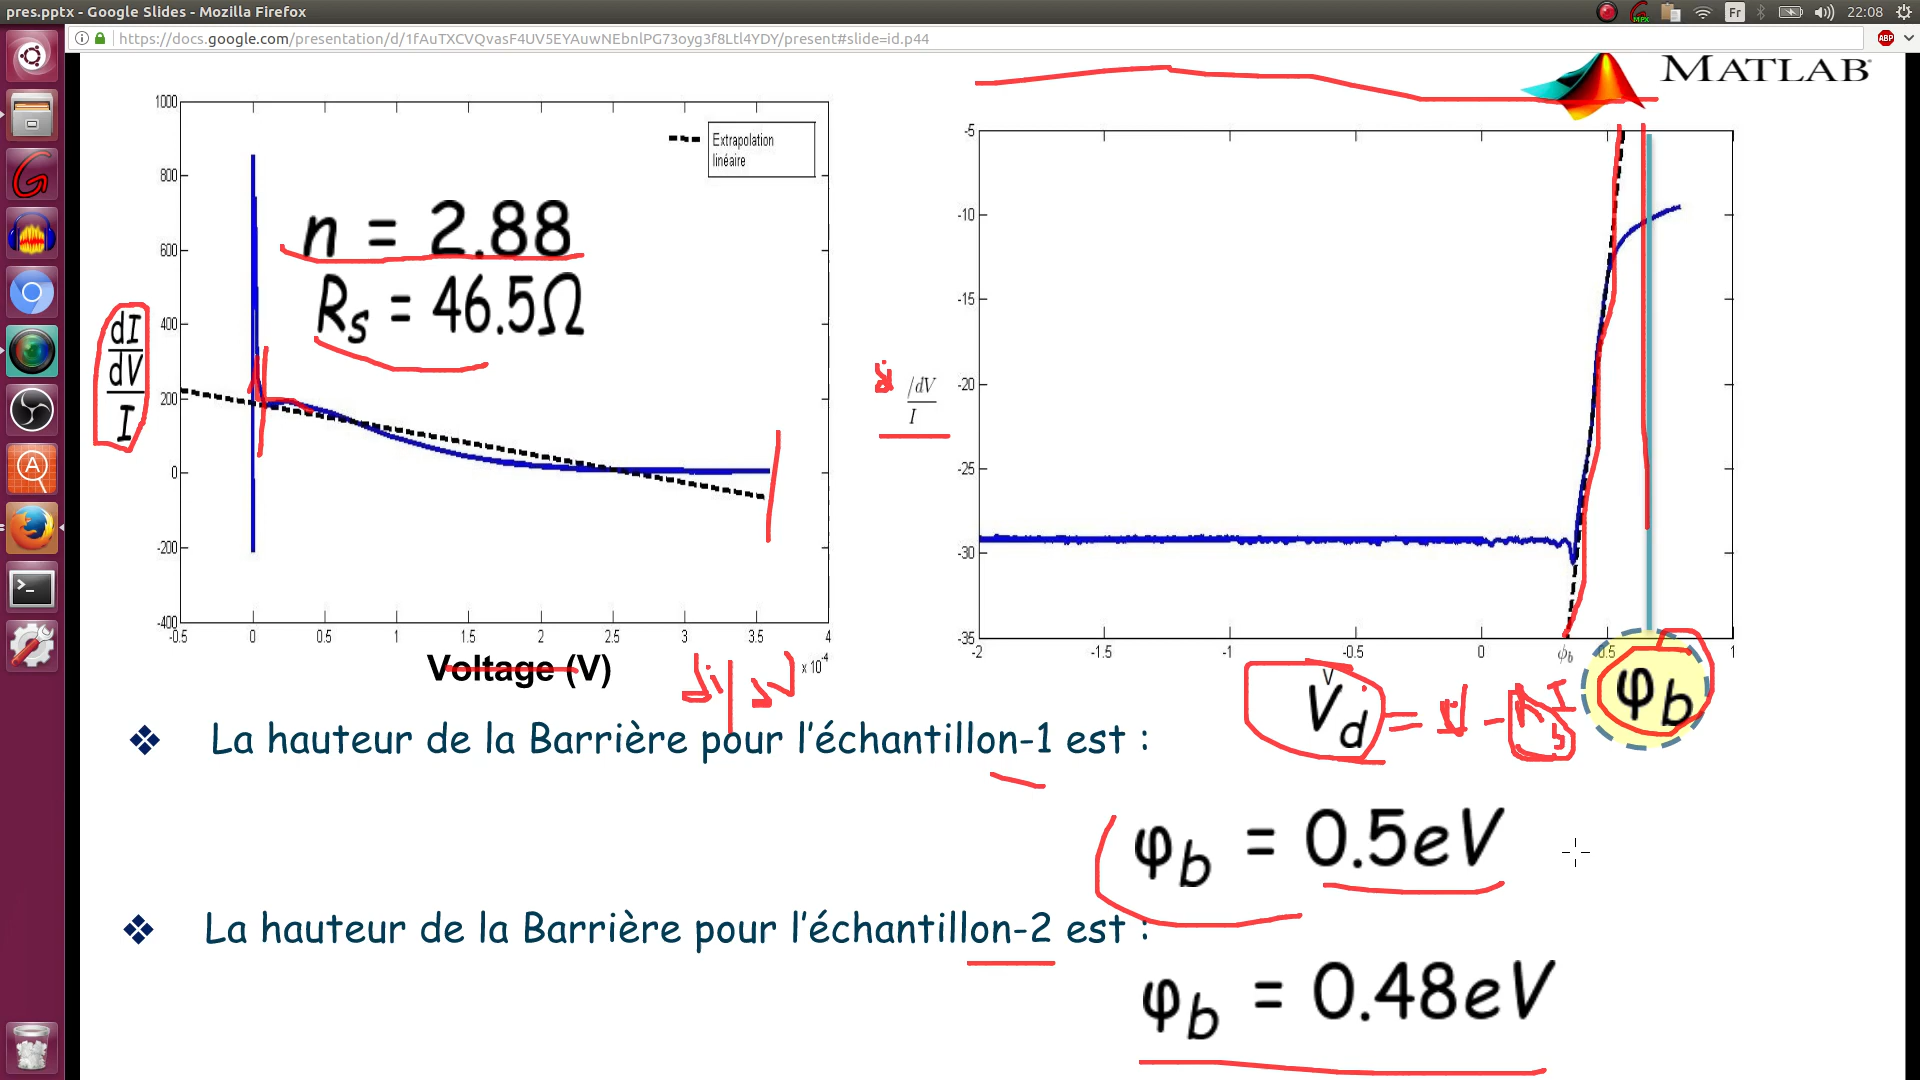 pres.pptx - Google Slides - Mozilla Firefox
Fr
22:08
https://docs.google.com/presentation/d/1fAuTXCVQvasF4UV5EYAuwNEbnlPG73oyg3f8Ltl4YDY/present#slide=id.p44
ABP
MATLAB
1000
800
600
400
200
0
-200
-400
Extrapolation
linéaire
n = 2.88
Rs = 46.5Ω
dI
dV
I
-0.5 0 0.5 1 1.5 2 2.5 3 3.5 4
x 10-4
Voltage (V)
di/dV
-5
-10
-15
-20
-25
-30
-35
/dV
I
-2 -1.5 -1 -0.5 0 φb 0.5 1
V
Vd
φb
❖ La hauteur de la Barrière pour l'échantillon-1 est :
φb = 0.5eV
❖ La hauteur de la Barrière pour l'échantillon-2 est :
φb = 0.48eV